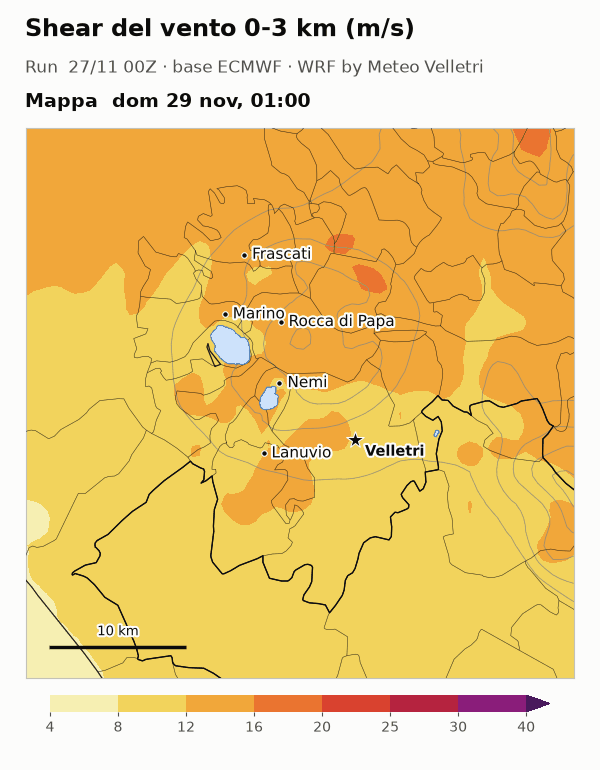 Shear del vento 0-3 km (m/s)
Run  27/11 00Z · base ECMWF · WRF by Meteo Velletri
Mappa  dom 29 nov, 01:00
Frascati
Marino
Rocca di Papa
Nemi
Velletri
Lanuvio
10 km
4 8 12 16 20 25 30 40